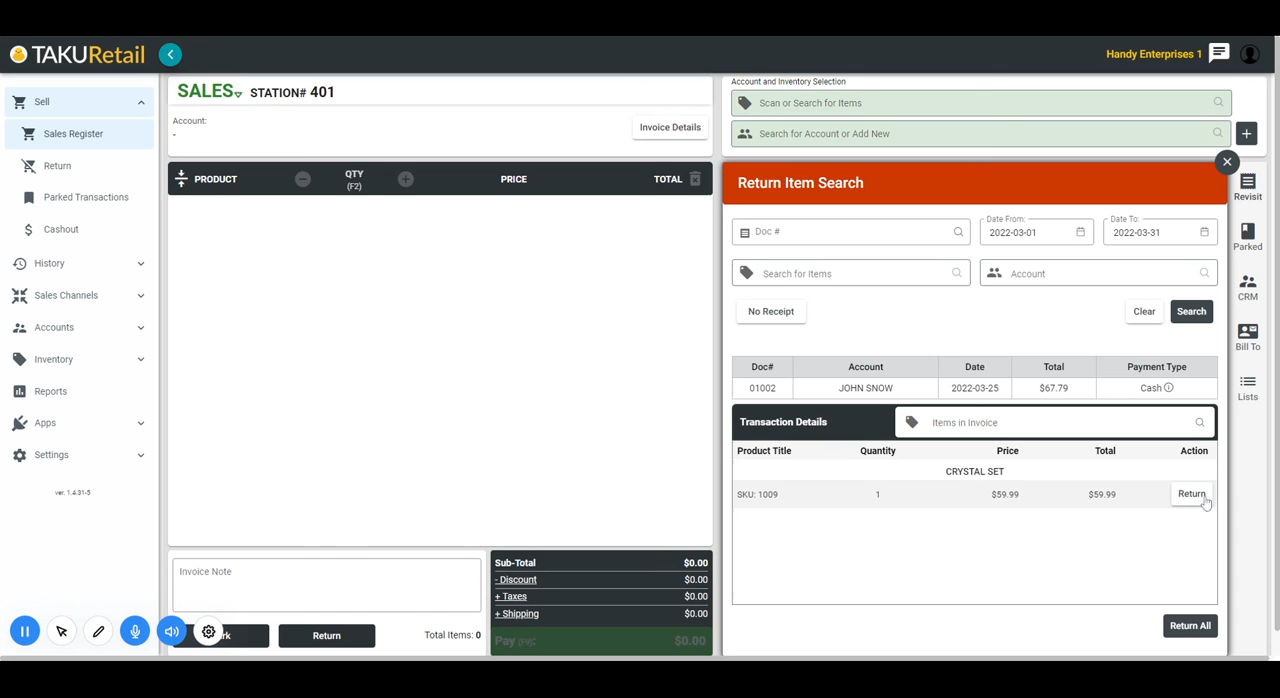 TAKURetail
Handy Enterprises 1
Sell
Sales Register
Return
Parked Transactions
Cashout
History
Sales Channels
Accounts
Inventory
Reports
Apps
Settings
ver. 1.4.31-5
SALES STATION# 401
Account:
-
Invoice Details
PRODUCT QTY (F2) PRICE TOTAL
Invoice Note
Return
Total Items: 0
Sub-Total $0.00
- Discount $0.00
+ Taxes $0.00
+ Shipping $0.00
Pay $0.00
Account and Inventory Selection
Scan or Search for Items
Search for Account or Add New
Return Item Search
Doc #
Date From: 2022-03-01
Date To: 2022-03-31
Search for Items
Account
No Receipt
Clear
Search
Doc# Account Date Total Payment Type
01002 JOHN SNOW 2022-03-25 $67.79 Cash
Transaction Details
Items in Invoice
Product Title Quantity Price Total Action
CRYSTAL SET
SKU: 1009 1 $59.99 $59.99 Return
Return All
Revisit
Parked
CRM
Bill To
Lists